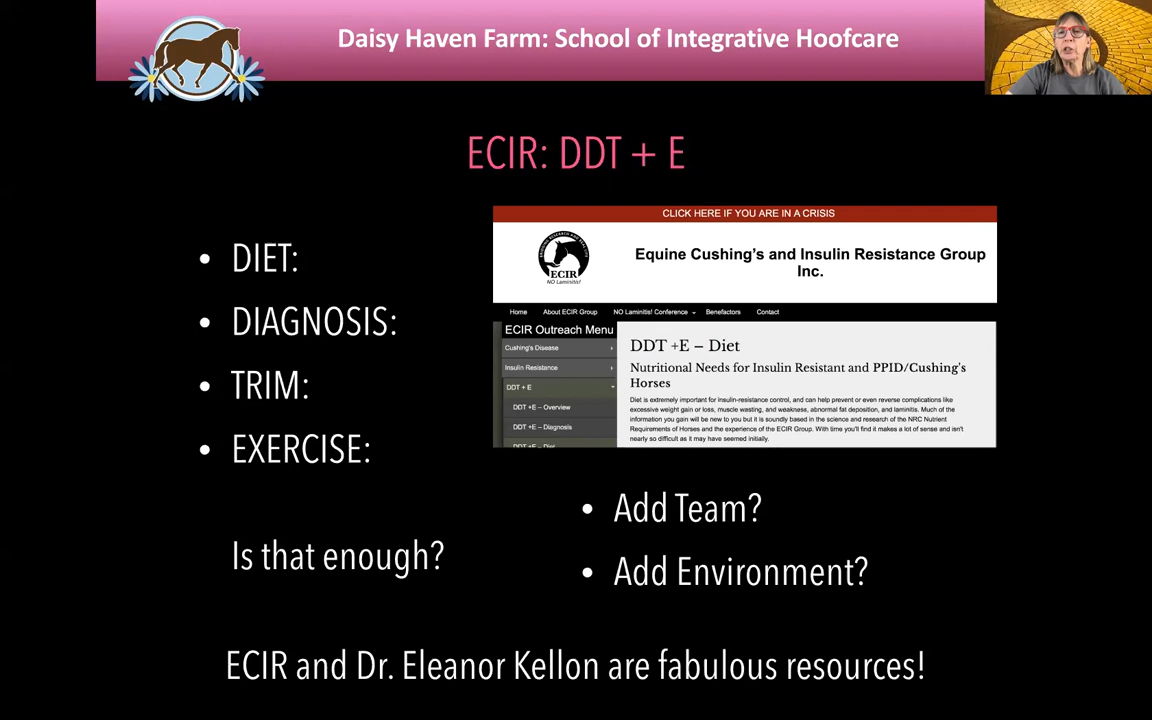 Daisy Haven Farm: School of Integrative Hoofcare
ECIR: DDT + E
• DIET:
• DIAGNOSIS:
• TRIM:
• EXERCISE:
Is that enough?
CLICK HERE IF YOU ARE IN A CRISIS
ECIR
NO Laminitis!
Equine Cushing's and Insulin Resistance Group
Inc.
Home About ECIR Group NO Laminitis! Conference Benefactors Contact
ECIR Outreach Menu
Cushing's Disease
Insulin Resistance
DDT + E
DDT +E – Overview
DDT +E – Diagnosis
DDT +E – Diet
DDT +E – Diet
Nutritional Needs for Insulin Resistant and PPID/Cushing's
Horses
Diet is extremely important for insulin-resistance control, and can help prevent or even reverse complications like
excessive weight gain or loss, muscle wasting, and weakness, abnormal fat deposition, and laminitis. Much of the
information you gain will be new to you but it is soundly based in the science and research of the NRC Nutrient
Requirements of Horses and the experience of the ECIR Group. With time you'll find it makes a lot of sense and isn't
nearly so difficult as it may have seemed initially.
• Add Team?
• Add Environment?
ECIR and Dr. Eleanor Kellon are fabulous resources!